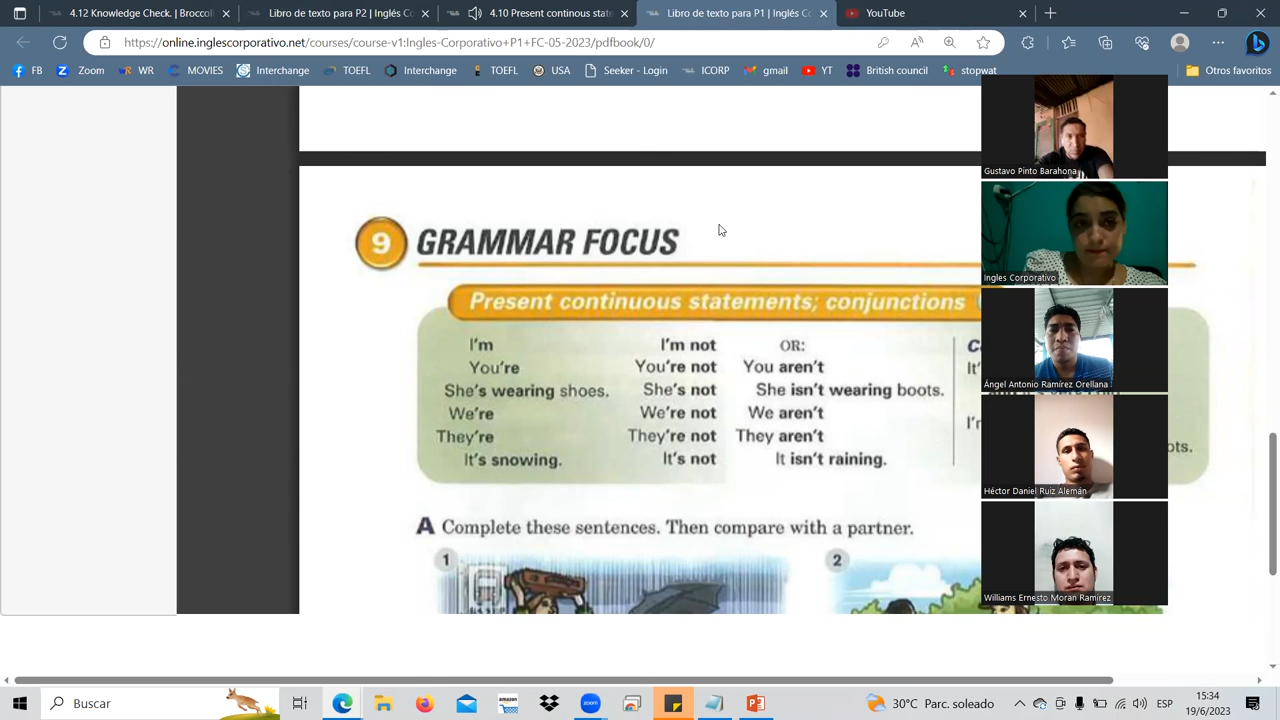 4.12 Knowledge Check. | Broccoli
Libro de texto para P2 | Inglés Co
4.10 Present continuous state
Libro de texto para P1 | Inglés Co
YouTube
https://online.inglescorporativo.net/courses/course-v1:Ingles-Corporativo+P1+FC-05-2023/pdfbook/0/
FB
Zoom
WR
MOVIES
Interchange
TOEFL
Interchange
TOEFL
USA
Seeker - Login
ICORP
gmail
YT
British council
stopwat
Otros favoritos
Gustavo Pinto Barahona
Ingles Corporativo
Ángel Antonio Ramírez Orellana
Héctor Daniel Ruiz Alemán
Williams Ernesto Moran Ramirez
9 GRAMMAR FOCUS
Present continuous statements; conjunctions
I'm I'm not OR:
You're You're not You aren't
She's wearing shoes. She's not She isn't wearing boots.
We're We're not We aren't
They're They're not They aren't
It's snowing. It's not It isn't raining.
A Complete these sentences. Then compare with a partner.
1 2
Buscar
30°C Parc. soleado
ESP
15:34
19/6/2023